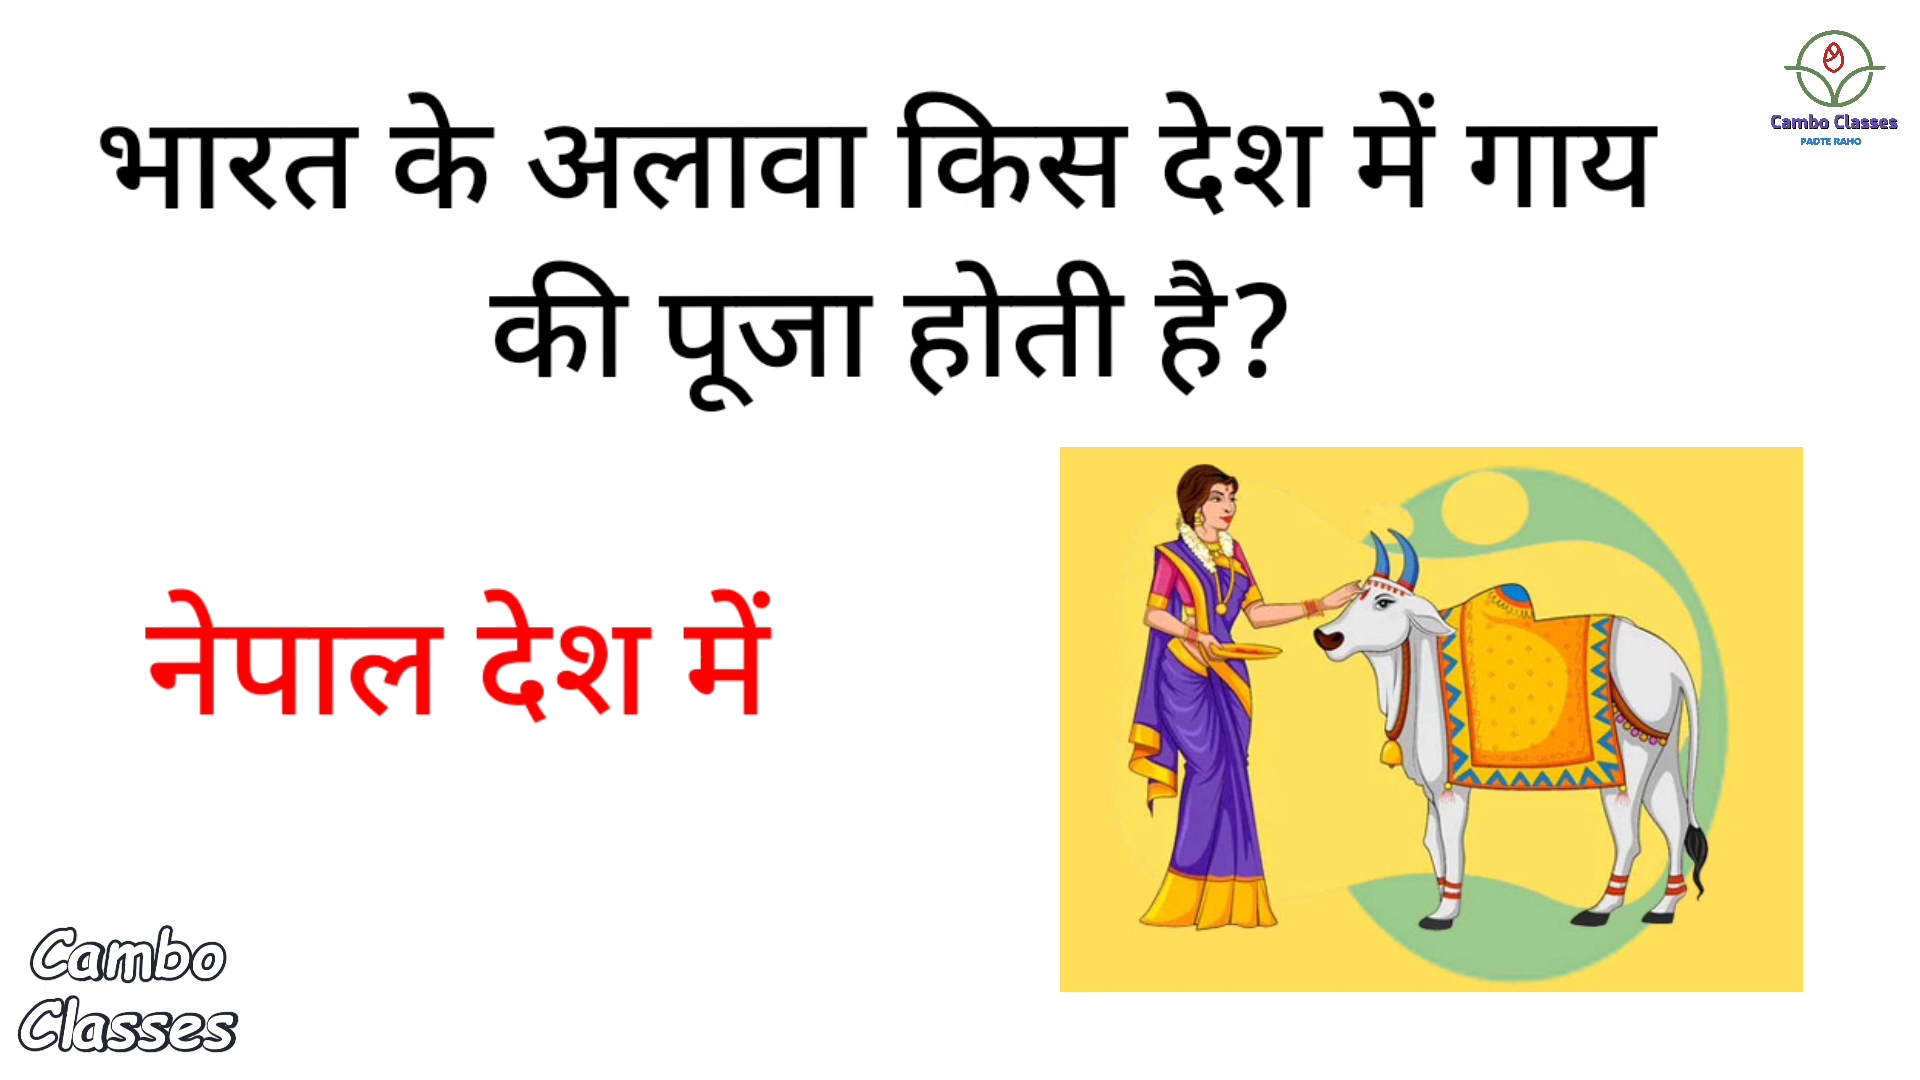 भारत के अलावा किस देश में गाय
की पूजा होती है?
Cambo Classes
PADTE RAHO
नेपाल देश में
Cambo
Classes